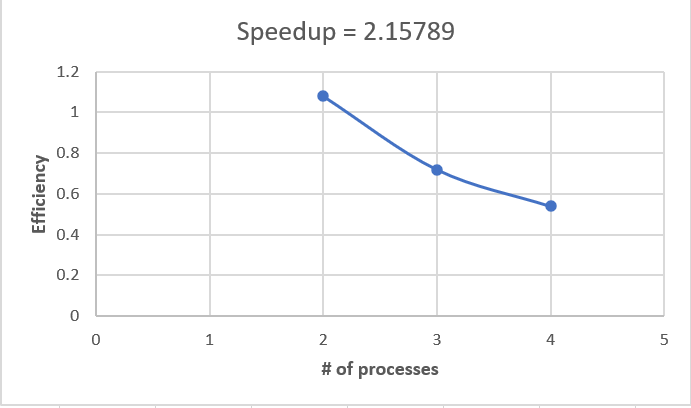 Speedup = 2.15789
1.2
1
0.8
0.6
0.4
0.2
0
Efficiency
0 1 2 3 4 5
# of processes